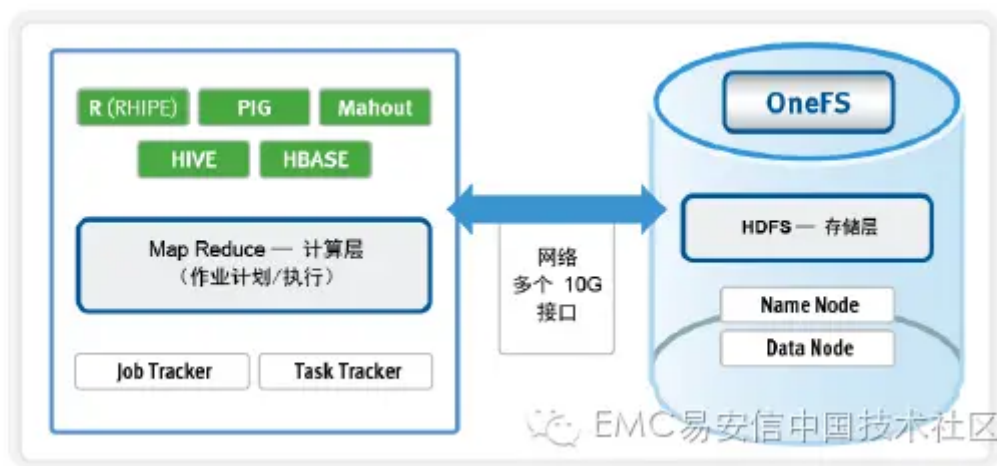 R (RHIPE)
PIG
Mahout
HIVE
HBASE
Map Reduce — 计算层
（作业计划/执行）
Job Tracker
Task Tracker
网络
多个 10G
接口
OneFS
HDFS — 存储层
Name Node
Data Node
EMC易安信中国技术社区